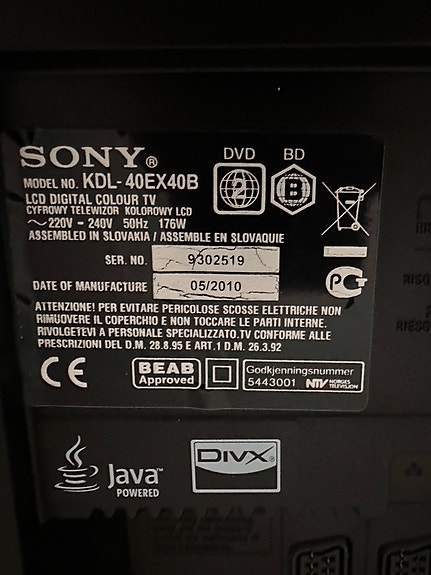 SONY®
MODEL NO. KDL-40EX40B
LCD DIGITAL COLOUR TV
CYFROWY TELEWIZOR KOLOROWY LCD
~220V - 240V 50Hz 176W
ASSEMBLED IN SLOVAKIA / ASSEMBLE EN SLOVAQUIE
DVD
2
BD
B
SER. NO. 9302519
DATE OF MANUFACTURE 05/2010
PG
ATTENZIONE! PER EVITARE PERICOLOSE SCOSSE ELETTRICHE NON
RIMUOVERE IL COPERCHIO E NON TOCCARE LE PARTI INTERNE.
RIVOLGETEVI A PERSONALE SPECIALIZZATO.TV CONFORME ALLE
PRESCRIZIONI DEL D.M. 28.8.95 E ART.1 D.M. 26.3.92
CE
BEAB
Approved
Godkjenningsnummer
5443001 NTV NORGES
TELEVISJON
Java™
POWERED
DIVX®